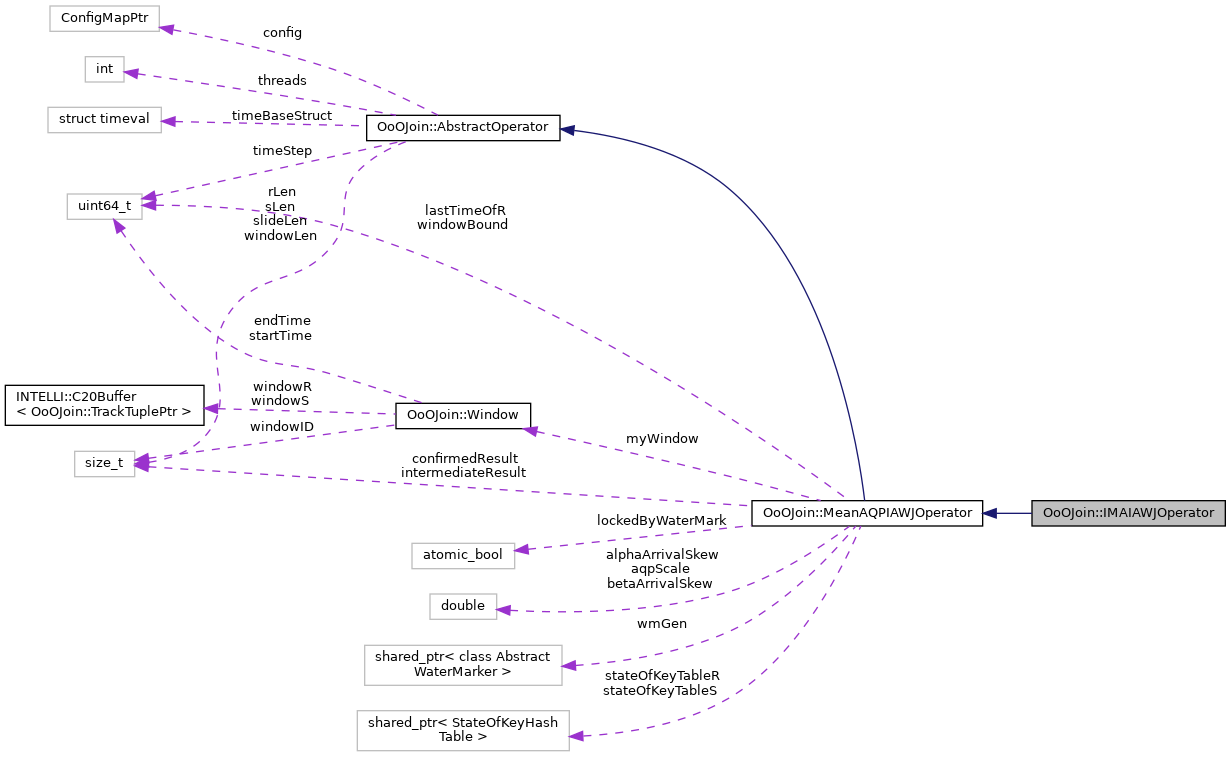 ConfigMapPtr
config
int
threads
struct timeval
timeBaseStruct
OoOJoin::AbstractOperator
timeStep
uint64_t
rLen
sLen
slideLen
windowLen
lastTimeOfR
windowBound
endTime
startTime
INTELLI::C20Buffer
< OoOJoin::TrackTuplePtr >
windowR
windowS
OoOJoin::Window
windowID
size_t
myWindow
confirmedResult
intermediateResult
OoOJoin::MeanAQPIAWJOperator
OoOJoin::IMAIAWJOperator
lockedByWaterMark
atomic_bool
alphaArrivalSkew
aqpScale
betaArrivalSkew
double
wmGen
shared_ptr< class Abstract
WaterMarker >
stateOfKeyTableR
stateOfKeyTableS
shared_ptr< StateOfKeyHash
Table >